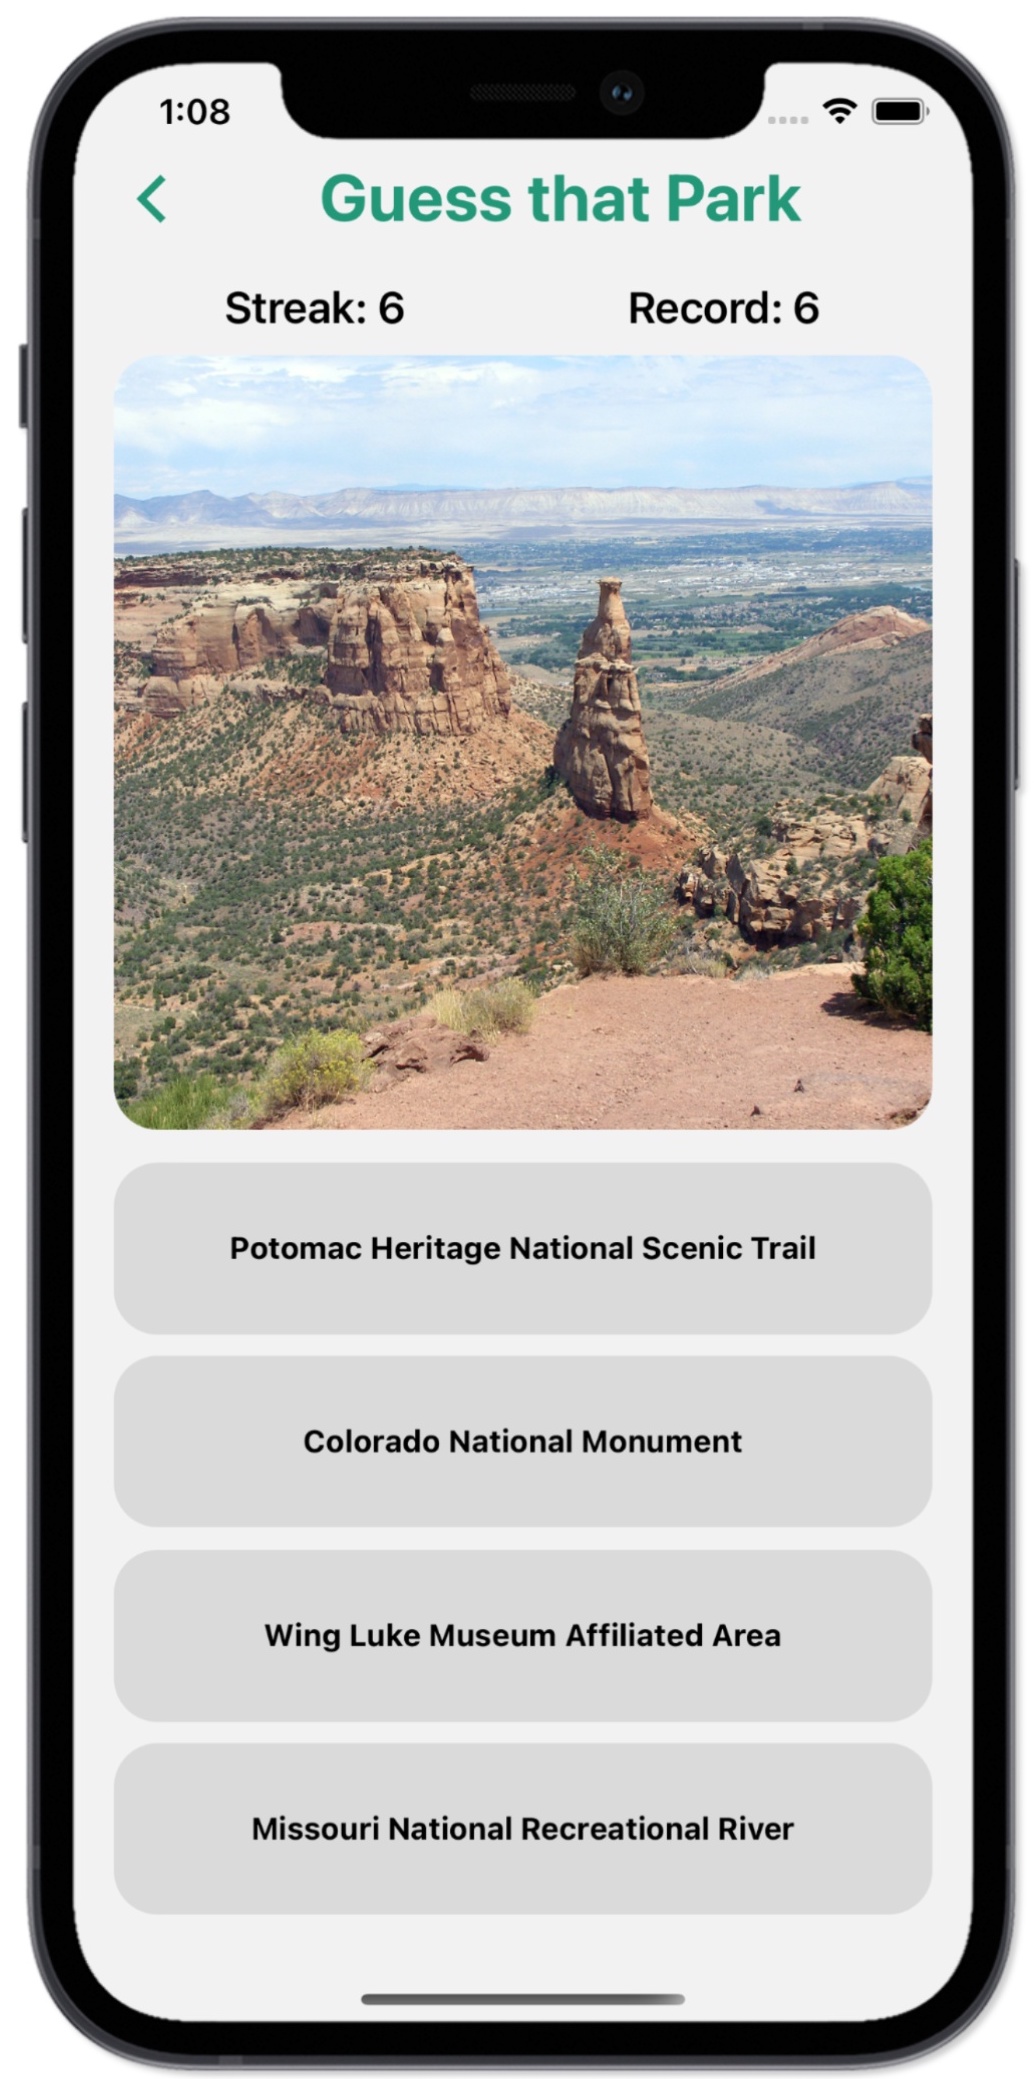 1:08
Guess that Park
Streak: 6 Record: 6
Potomac Heritage National Scenic Trail
Colorado National Monument
Wing Luke Museum Affiliated Area
Missouri National Recreational River